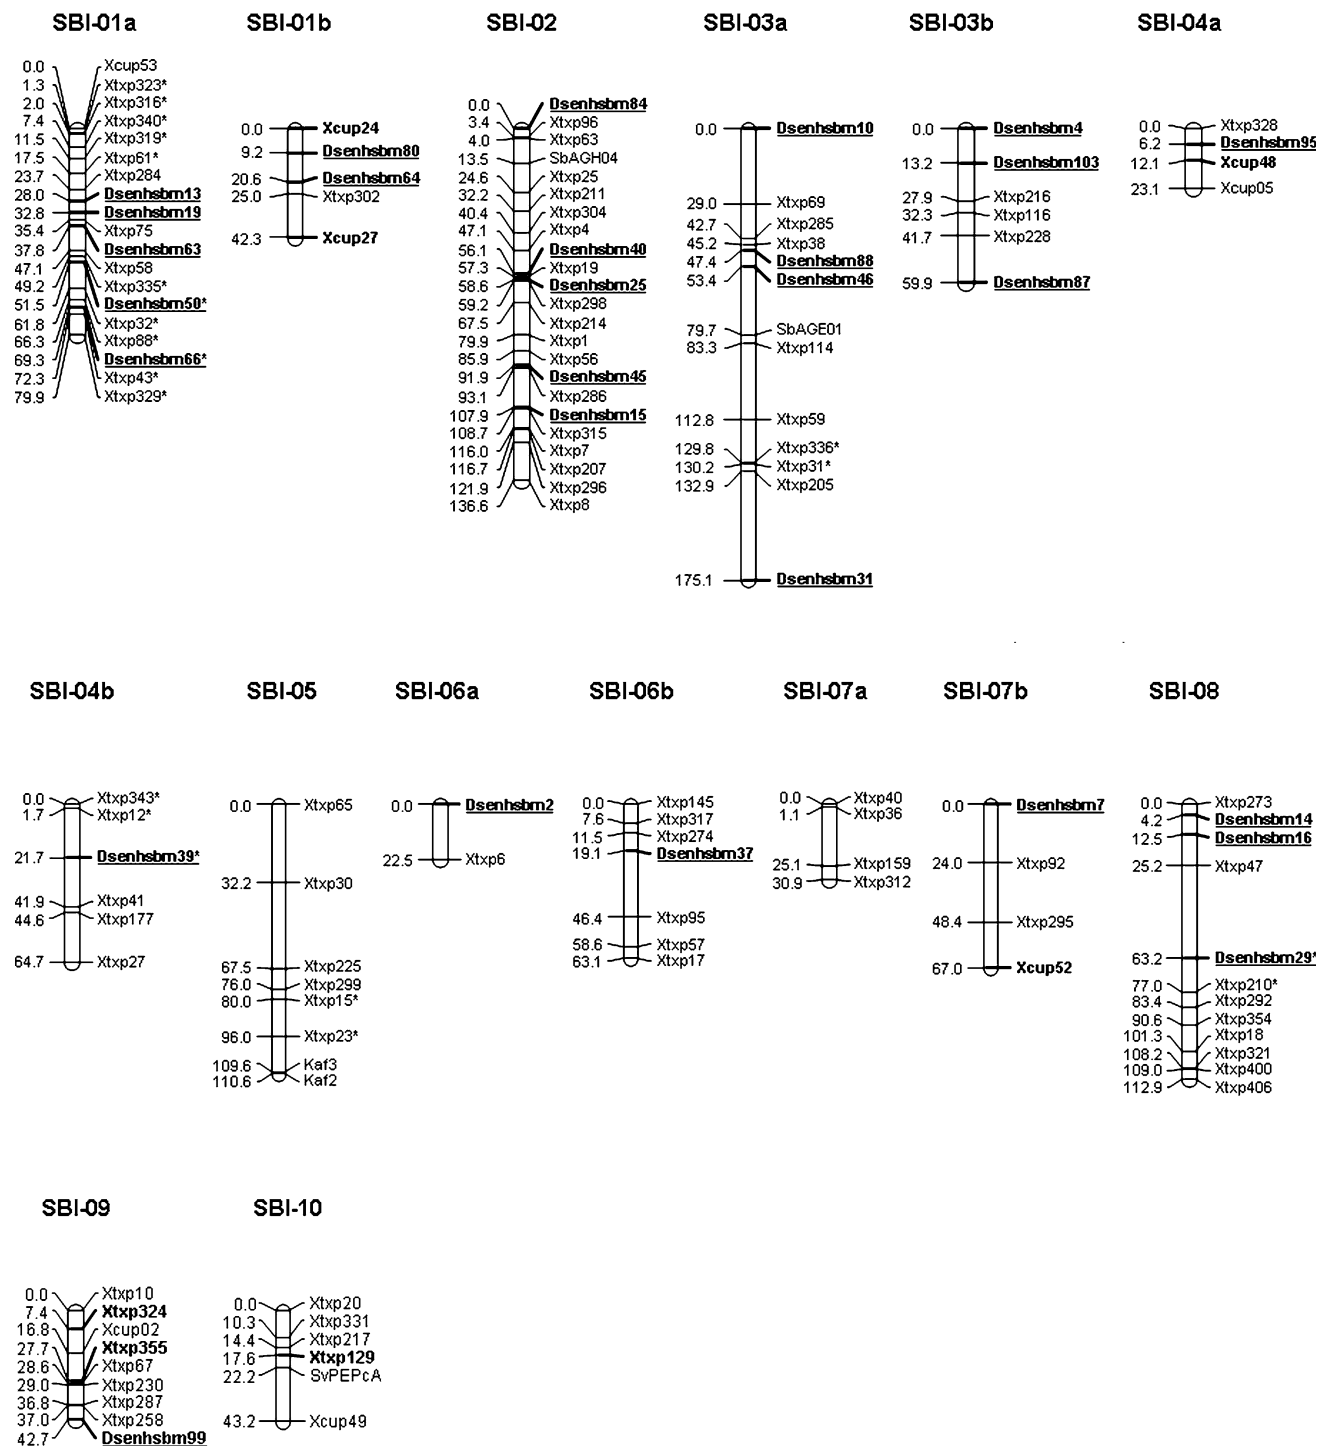 SBI-01a
0.0 Xcup53
1.3 Xtxp323*
2.0 Xtxp316*
7.4 Xtxp340*
11.5 Xtxp319*
17.5 Xtxp61*
23.7 Xtxp284
28.0 Dsenhsbm13
32.8 Dsenhsbm19
35.4 Xtxp75
37.8 Dsenhsbm63
47.1 Xtxp58
49.2 Xtxp335*
51.5 Dsenhsbm50*
61.8 Xtxp32*
66.3 Xtxp88*
69.3 Dsenhsbm66*
72.3 Xtxp43*
79.9 Xtxp329*
SBI-01b
0.0 Xcup24
9.2 Dsenhsbm80
20.6 Dsenhsbm64
25.0 Xtxp302
42.3 Xcup27
SBI-02
0.0 Dsenhsbm84
3.4 Xtxp96
4.0 Xtxp63
13.5 SbAGH04
24.6 Xtxp25
32.2 Xtxp211
40.4 Xtxp304
47.1 Xtxp4
56.1 Dsenhsbm40
57.3 Xtxp19
58.6 Dsenhsbm25
59.2 Xtxp298
67.5 Xtxp214
79.9 Xtxp1
85.9 Xtxp56
91.9 Dsenhsbm45
93.1 Xtxp286
107.9 Dsenhsbm15
108.7 Xtxp315
116.0 Xtxp7
116.7 Xtxp207
121.9 Xtxp296
136.6 Xtxp8
SBI-03a
0.0 Dsenhsbm10
29.0 Xtxp69
42.7 Xtxp285
45.2 Xtxp38
47.4 Dsenhsbm88
53.4 Dsenhsbm46
79.7 SbAGE01
83.3 Xtxp114
112.8 Xtxp59
129.8 Xtxp336*
130.2 Xtxp31*
132.9 Xtxp205
175.1 Dsenhsbm31
SBI-03b
0.0 Dsenhsbm4
13.2 Dsenhsbm103
27.9 Xtxp216
32.3 Xtxp116
41.7 Xtxp228
59.9 Dsenhsbm87
SBI-04a
0.0 Xtxp328
6.2 Dsenhsbm95
12.1 Xcup48
23.1 Xcup05
SBI-04b
0.0 Xtxp343*
1.7 Xtxp12*
21.7 Dsenhsbm39*
41.9 Xtxp41
44.6 Xtxp177
64.7 Xtxp27
SBI-05
0.0 Xtxp65
32.2 Xtxp30
67.5 Xtxp225
76.0 Xtxp299
80.0 Xtxp15*
96.0 Xtxp23*
109.6 Kaf3
110.6 Kaf2
SBI-06a
0.0 Dsenhsbm2
22.5 Xtxp6
SBI-06b
0.0 Xtxp145
7.6 Xtxp317
11.5 Xtxp274
19.1 Dsenhsbm37
46.4 Xtxp95
58.6 Xtxp57
63.1 Xtxp17
SBI-07a
0.0 Xtxp40
1.1 Xtxp36
25.1 Xtxp159
30.9 Xtxp312
SBI-07b
0.0 Dsenhsbm7
24.0 Xtxp92
48.4 Xtxp295
67.0 Xcup52
SBI-08
0.0 Xtxp273
4.2 Dsenhsbm14
12.5 Dsenhsbm16
25.2 Xtxp47
63.2 Dsenhsbm29*
77.0 Xtxp210*
83.4 Xtxp292
90.6 Xtxp354
101.3 Xtxp18
108.2 Xtxp321
109.0 Xtxp400
112.9 Xtxp406
SBI-09
0.0 Xtxp10
7.4 Xtxp324
16.8 Xcup02
27.7 Xtxp355
28.6 Xtxp67
29.0 Xtxp230
36.8 Xtxp287
37.0 Xtxp258
42.7 Dsenhsbm99
SBI-10
0.0 Xtxp20
10.3 Xtxp331
14.4 Xtxp217
17.6 Xtxp129
22.2 SvPEPcA
43.2 Xcup49